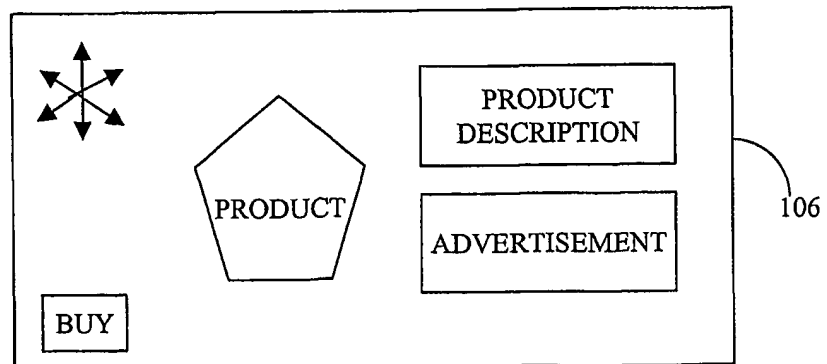 PRODUCT
DESCRIPTION
PRODUCT
ADVERTISEMENT
106
BUY